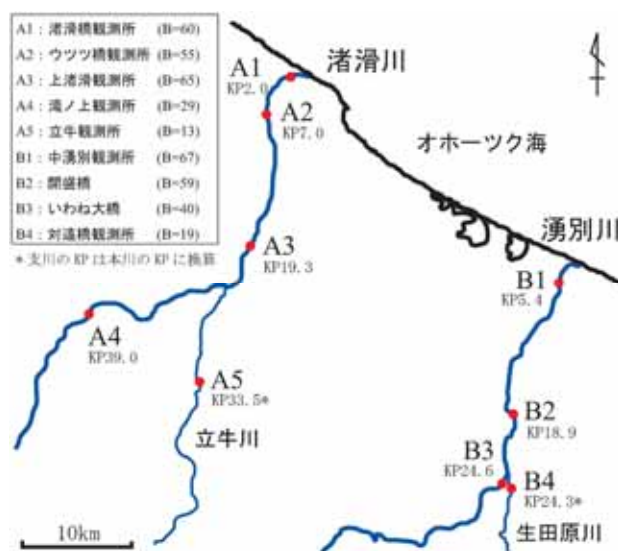 A1：渚滑橋観測所 (B=60)
A2：ウツツ橋観測所 (B=55)
A3：上渚滑観測所 (B=65)
A4：滝ノ上観測所 (B=29)
A5：立牛観測所 (B=13)
B1：中湧別観測所 (B=67)
B2：開盛橋 (B=59)
B3：いわね大橋 (B=40)
B4：対遠橋観測所 (B=19)
*支川のKPは本川のKPに換算
A1
KP2.0
渚滑川
A2
KP7.0
オホーツク海
湧別川
A3
KP19.3
B1
KP5.4
A4
KP39.0
A5
KP33.5*
立牛川
B2
KP18.9
B3
KP24.6
B4
KP24.3*
生田原川
10km